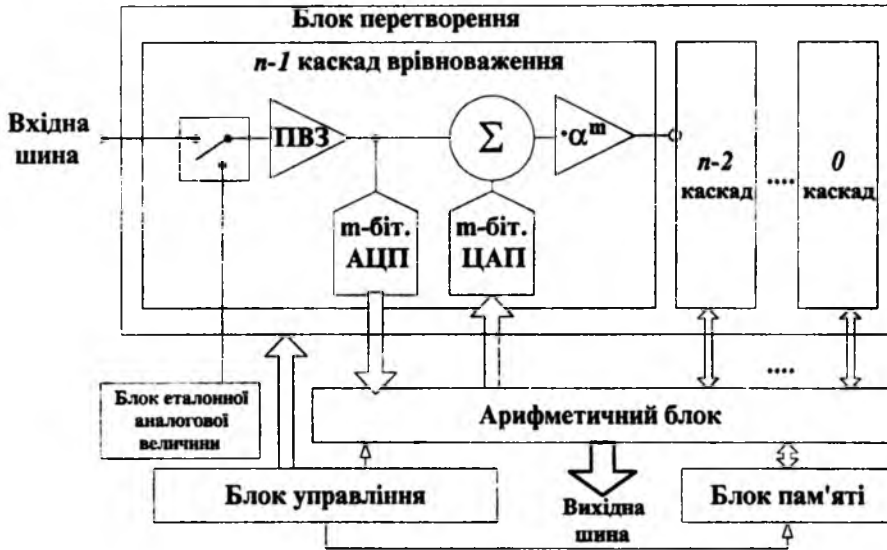 Блок перетворення
n-1 каскад врівноваження
Вхідна
шина
ПВЗ
Σ
·α^m
n-2
каскад
....
0
каскад
m-біт.
АЦП
m-біт.
ЦАП
....
Блок еталонної
аналогової
величини
Арифметичний блок
Блок управління
Вихідна
шина
Блок пам'яті